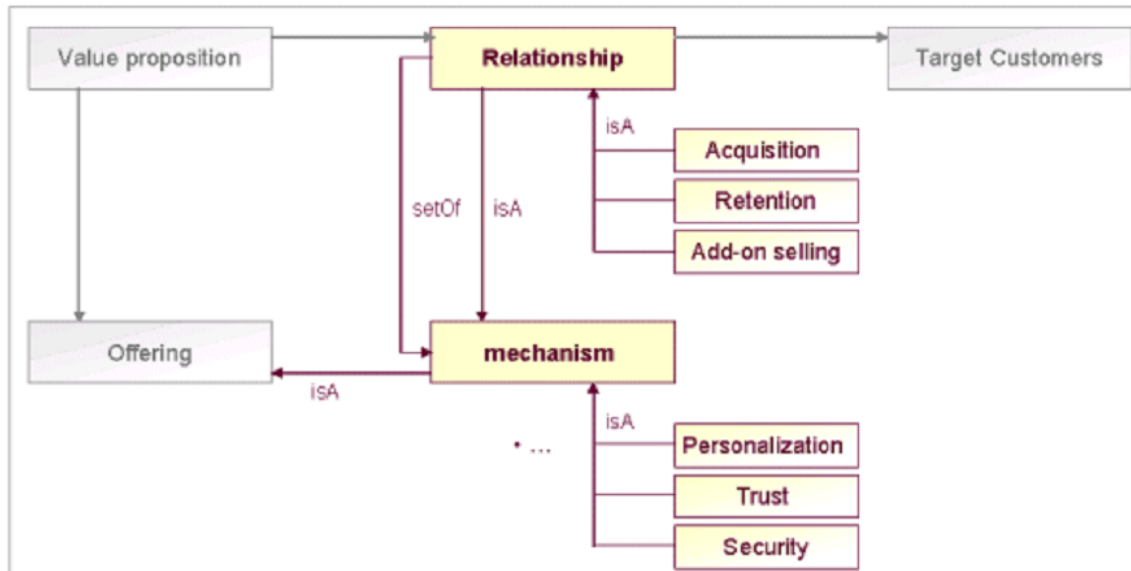 Value proposition
Relationship
Target Customers
isA
Acquisition
Retention
setOf
isA
Add-on selling
Offering
mechanism
isA
isA
• ...
Personalization
Trust
Security